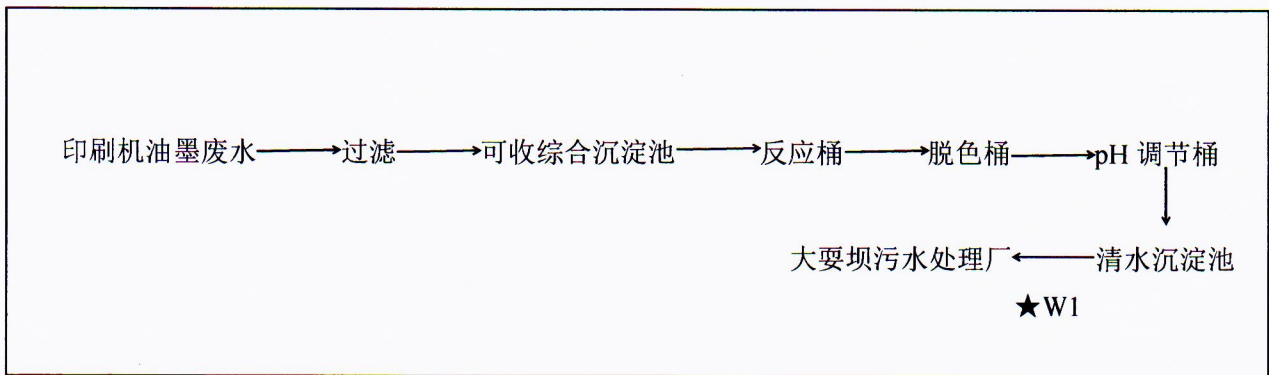 印刷机油墨废水→过滤→可收综合沉淀池→反应桶→脱色桶→pH 调节桶
大耍坝污水处理厂←清水沉淀池
★W1